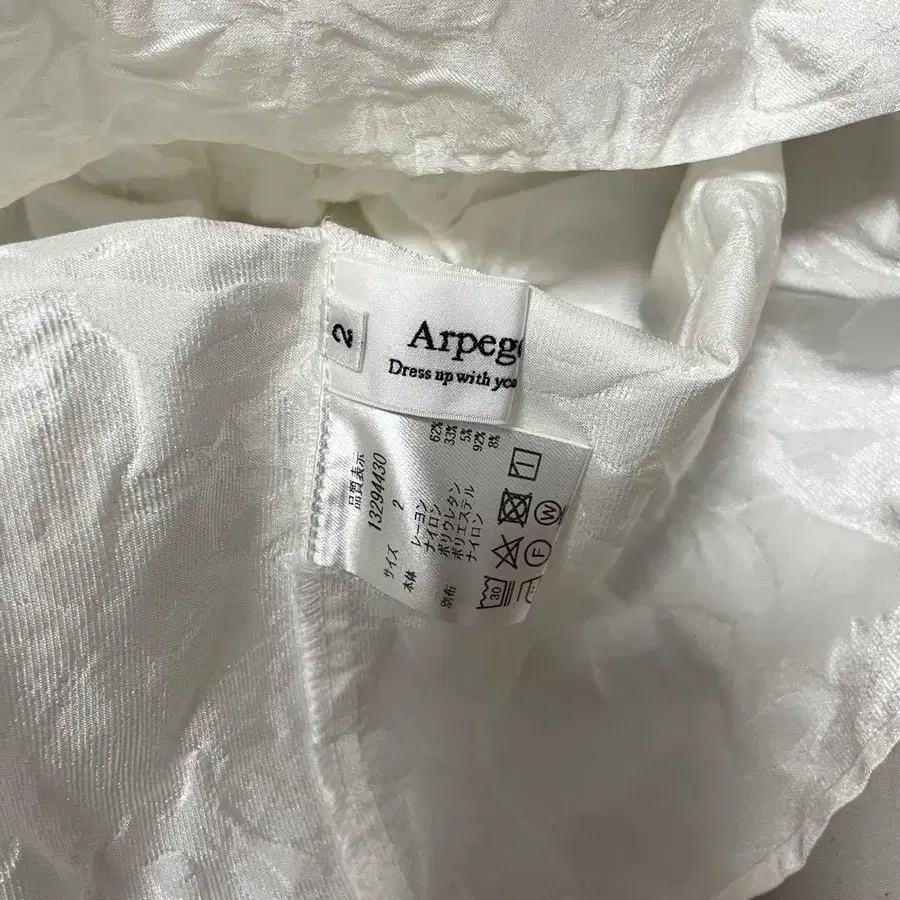 2
Arpeg
Dress up with
品質表示
13294430
サイズ 2
本体 レーヨン 62%
ナイロン 33%
ポリウレタン 5%
別布 ポリエステル 92%
ナイロン 8%
30
F
W